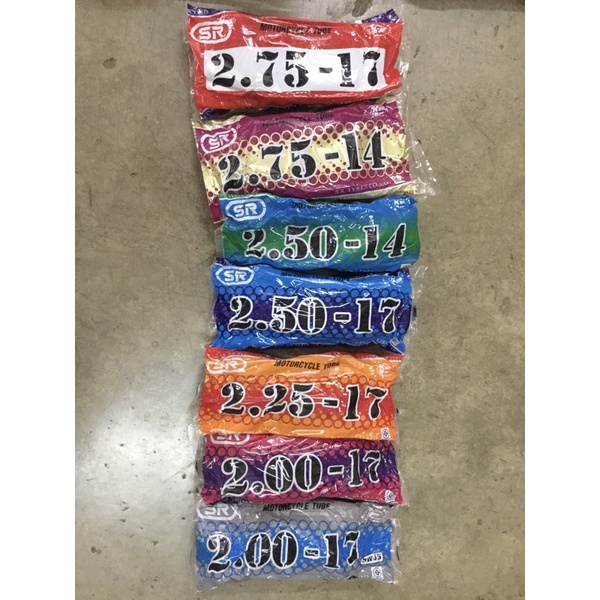 SR
MOTORCYCLE TUBE
2.75-17
SR
2.75-14
SR
2.50-14
SR
2.50-17
SR
MOTORCYCLE TUBE
2.25-17
SR
2.00-17
SR
MOTORCYCLE TUBE
2.00-17